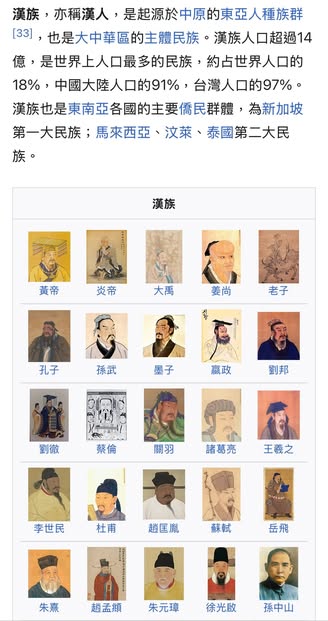 漢族，亦稱漢人，是起源於中原的東亞人種族群
[33]，也是大中華區的主體民族。漢族人口超過14
億，是世界上人口最多的民族，約占世界人口的
18%，中國大陸人口的91%，台灣人口的97%。
漢族也是東南亞各國的主要僑民群體，為新加坡
第一大民族；馬來西亞、汶萊、泰國第二大民
族。
漢族
黃帝 炎帝 大禹 姜尚 老子
孔子 孫武 墨子 嬴政 劉邦
劉徹 蔡倫 關羽 諸葛亮 王羲之
李世民 杜甫 趙匡胤 蘇軾 岳飛
朱熹 趙孟頫 朱元璋 徐光啟 孫中山